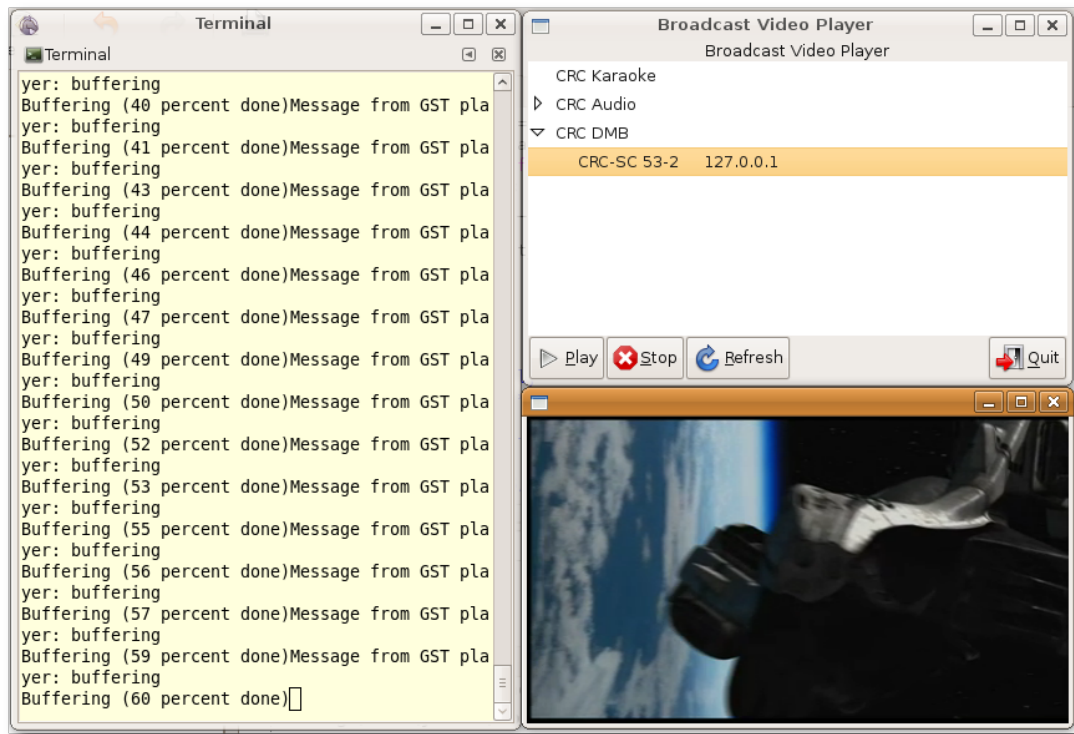 Terminal
Terminal
yer: buffering
Buffering (40 percent done)Message from GST pla
yer: buffering
Buffering (41 percent done)Message from GST pla
yer: buffering
Buffering (43 percent done)Message from GST pla
yer: buffering
Buffering (44 percent done)Message from GST pla
yer: buffering
Buffering (46 percent done)Message from GST pla
yer: buffering
Buffering (47 percent done)Message from GST pla
yer: buffering
Buffering (49 percent done)Message from GST pla
yer: buffering
Buffering (50 percent done)Message from GST pla
yer: buffering
Buffering (52 percent done)Message from GST pla
yer: buffering
Buffering (53 percent done)Message from GST pla
yer: buffering
Buffering (55 percent done)Message from GST pla
yer: buffering
Buffering (56 percent done)Message from GST pla
yer: buffering
Buffering (57 percent done)Message from GST pla
yer: buffering
Buffering (59 percent done)Message from GST pla
yer: buffering
Buffering (60 percent done)
Broadcast Video Player
Broadcast Video Player
CRC Karaoke
CRC Audio
CRC DMB
CRC-SC 53-2 127.0.0.1
Play Stop Refresh Quit